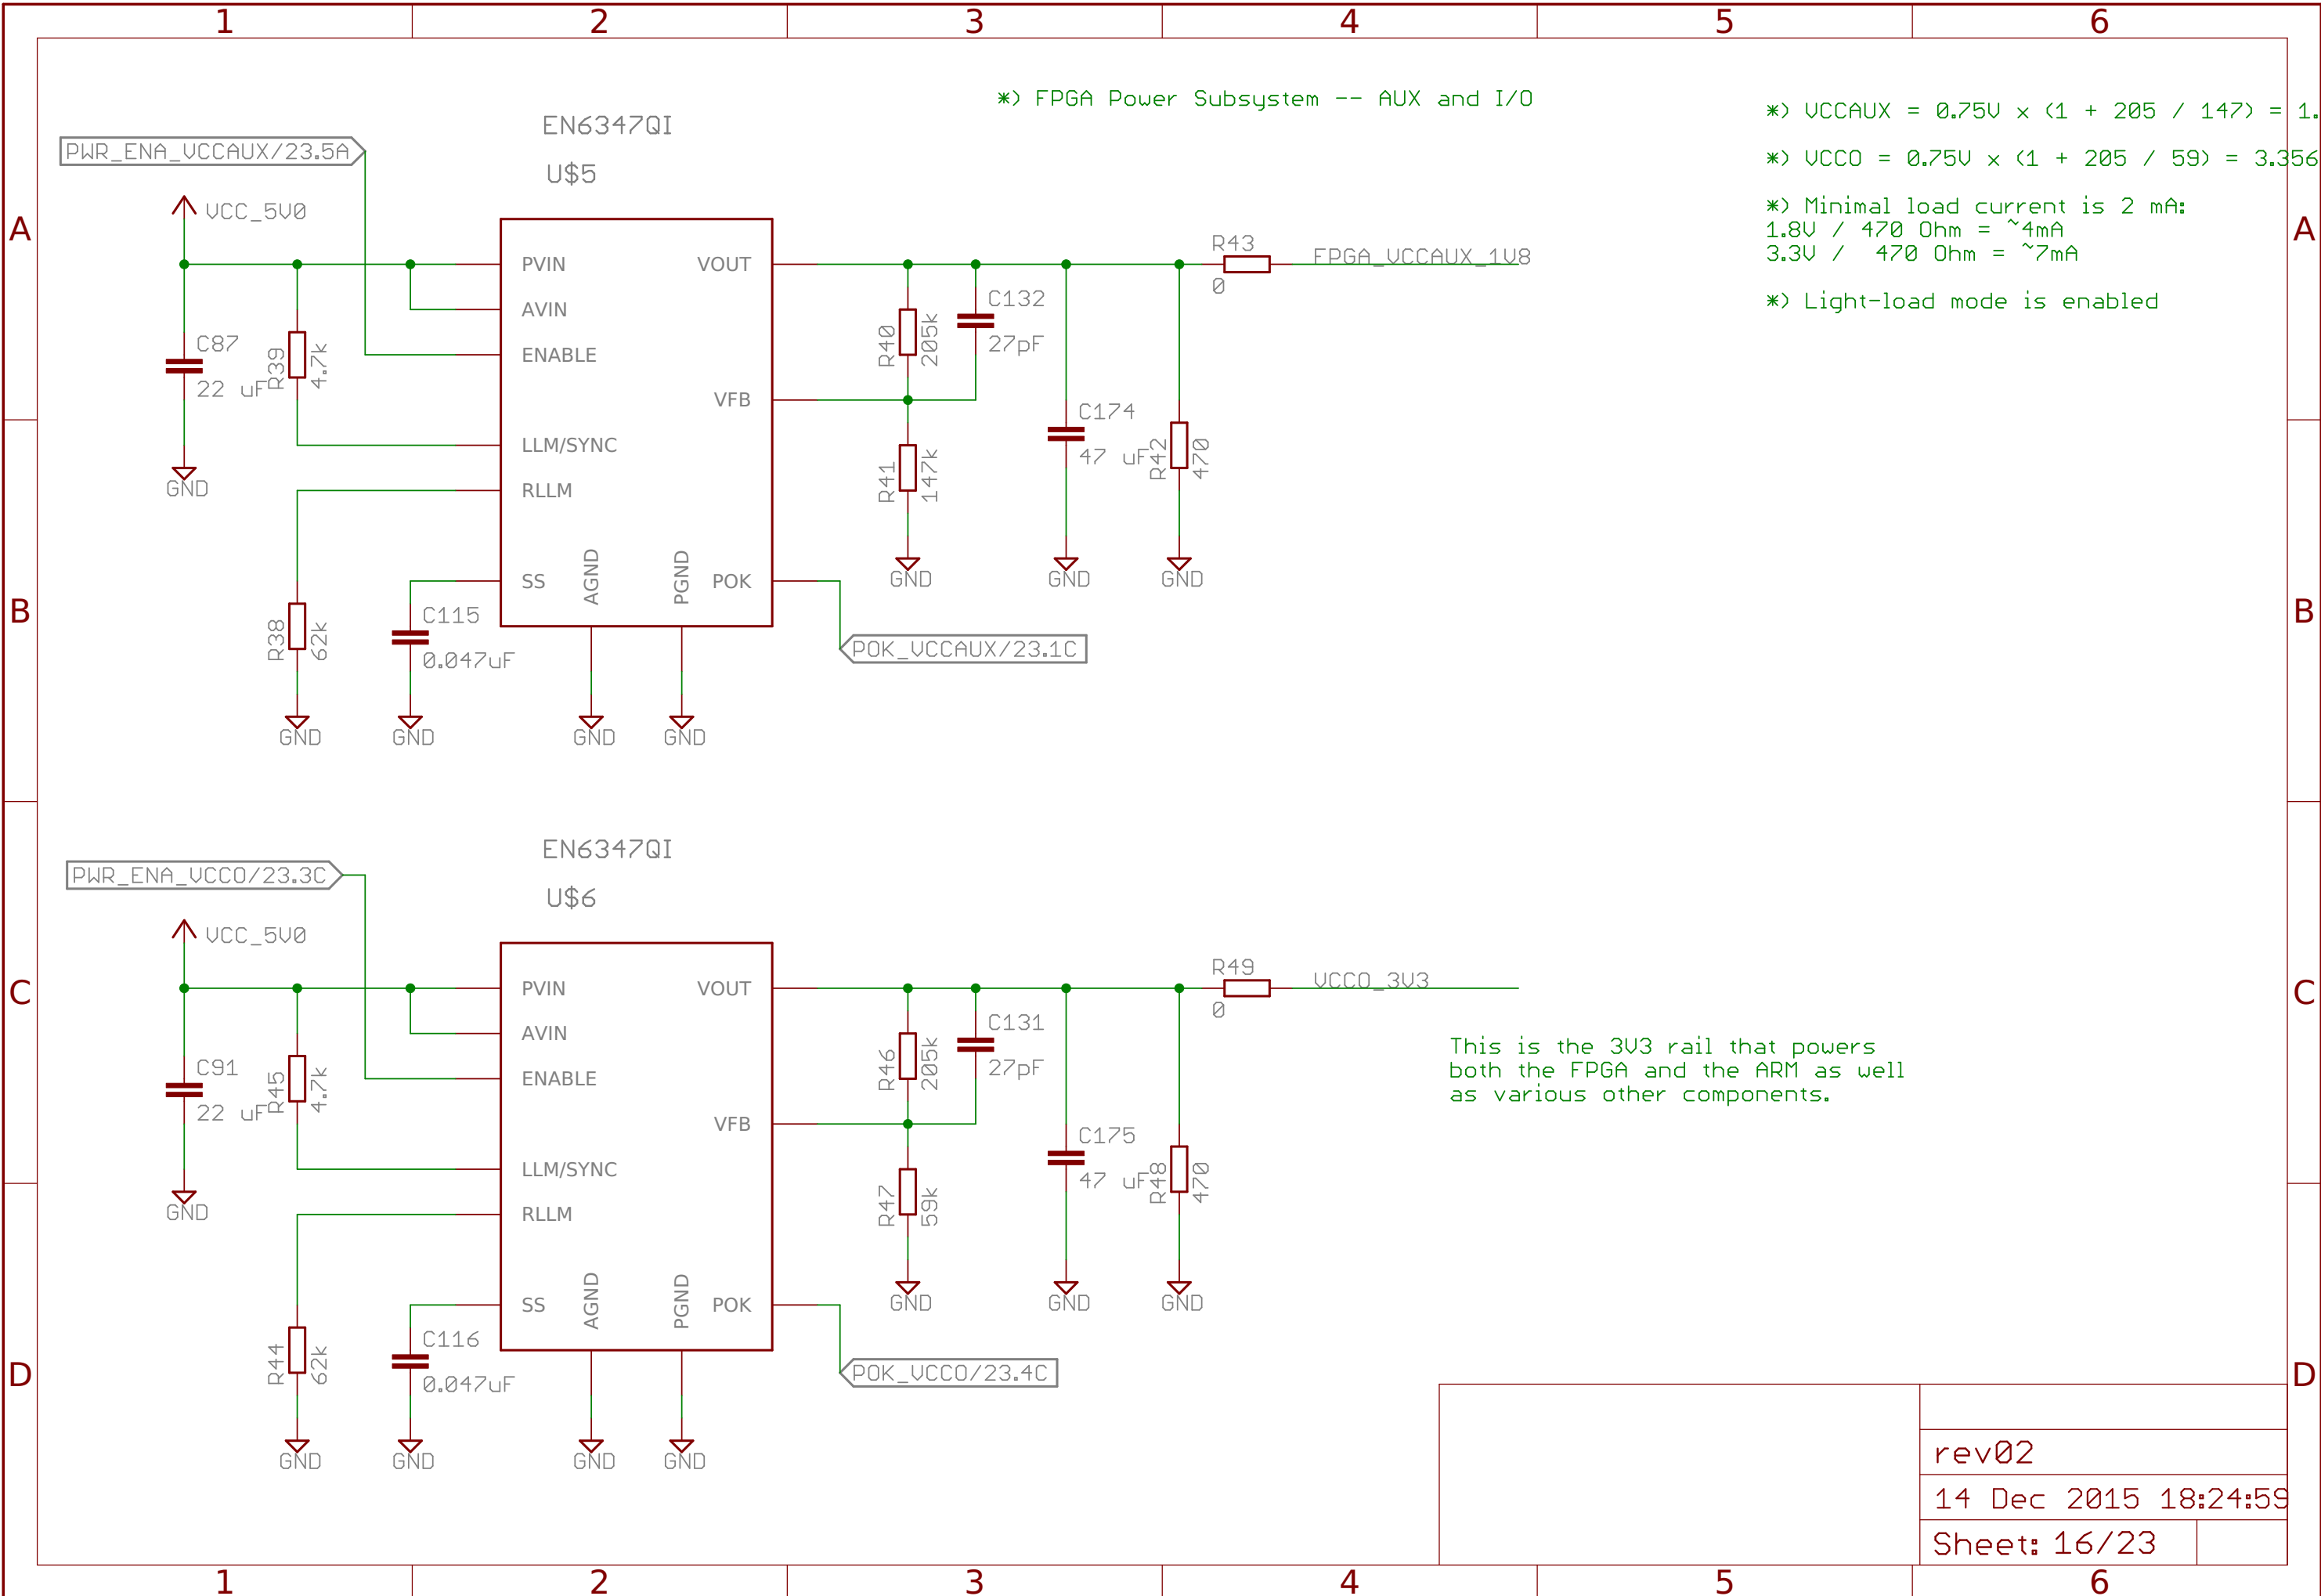 1 2 3 4 5 6
*) FPGA Power Subsystem -- AUX and I/O
*) VCCAUX = 0.75V x (1 + 205 / 147) = 1.
*) VCCO = 0.75V x (1 + 205 / 59) = 3.356
*) Minimal load current is 2 mA:
1.8V / 470 Ohm = ~4mA
3.3V / 470 Ohm = ~7mA
*) Light-load mode is enabled
A
A
EN6347QI
U$5
PWR_ENA_VCCAUX/23.5A
VCC_5V0
PVIN
AVIN
ENABLE
LLM/SYNC
RLLM
SS
AGND
PGND
VOUT
VFB
POK
C87
22 uF
R39
4.7k
GND
R38
62k
GND
C115
0.047uF
GND
GND
GND
R40
205k
C132
27pF
R41
147k
GND
C174
47 uF
GND
R42
470
GND
R43
0
FPGA_VCCAUX_1V8
POK_VCCAUX/23.1C
B
B
EN6347QI
U$6
PWR_ENA_VCCO/23.3C
VCC_5V0
C
C
PVIN
AVIN
ENABLE
LLM/SYNC
RLLM
SS
AGND
PGND
VOUT
VFB
POK
C91
22 uF
R45
4.7k
GND
R44
62k
GND
C116
0.047uF
GND
GND
GND
R46
205k
C131
27pF
R47
59k
GND
C175
47 uF
GND
R48
470
GND
R49
0
VCCO_3V3
This is the 3V3 rail that powers
both the FPGA and the ARM as well
as various other components.
POK_VCCO/23.4C
D
D
rev02
14 Dec 2015 18:24:59
Sheet: 16/23
1 2 3 4 5 6